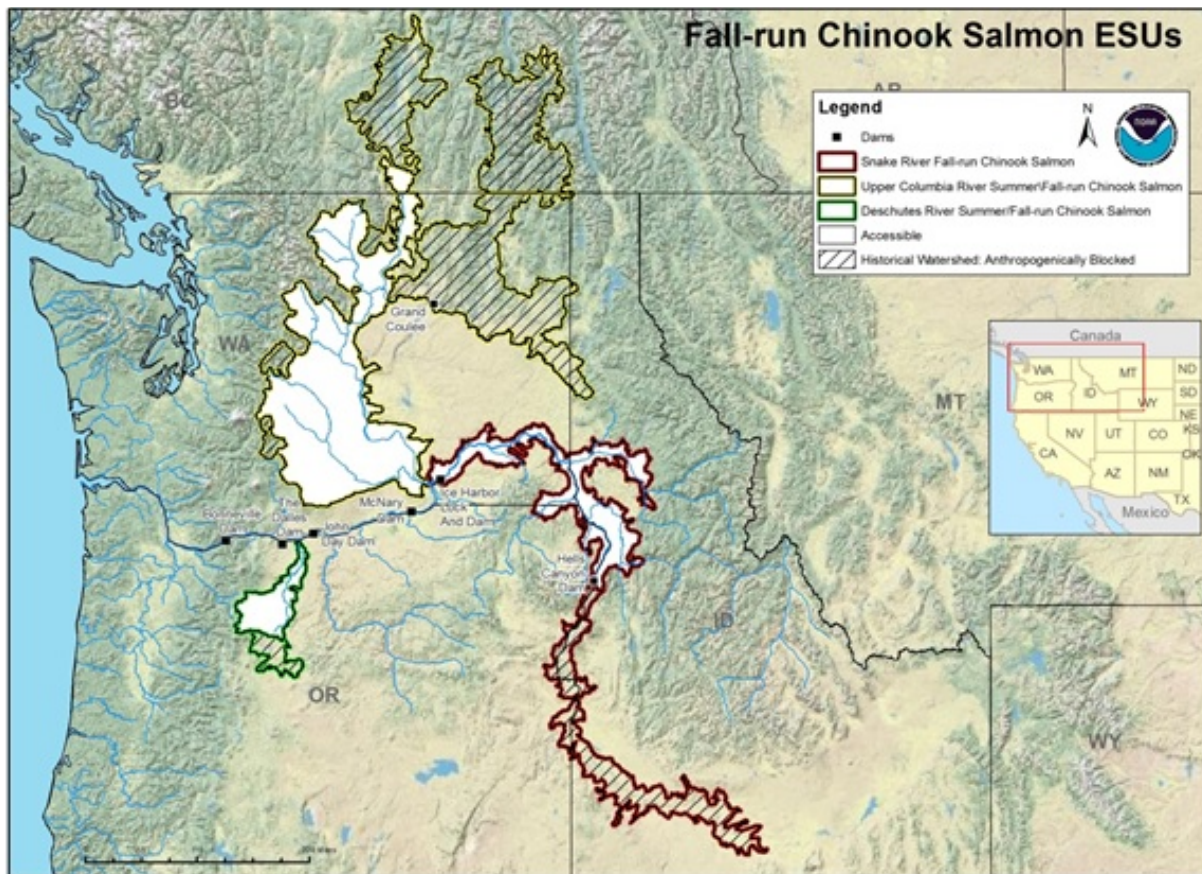 Fall-run Chinook Salmon ESUs
BC
AB
Legend
N
Dams
Snake River Fall-run Chinook Salmon
Upper Columbia River Summer\Fall-run Chinook Salmon
Deschutes River Summer/Fall-run Chinook Salmon
Accessible
Historical Watershed: Anthropogenically Blocked
NOAA
Grand
Coulee
WA
MT
Canada
WA
MT
ND
OR
ID
SD
WY
NE
NV
UT
CO
KS
CA
OK
AZ
NM
TX
Mexico
Ice Harbor
Lock
And Dam
McNary
Dam
Bonneville
Dam
The
Dalles
Dam
John
Day Dam
Hells
Canyon
Dam
ID
OR
WY